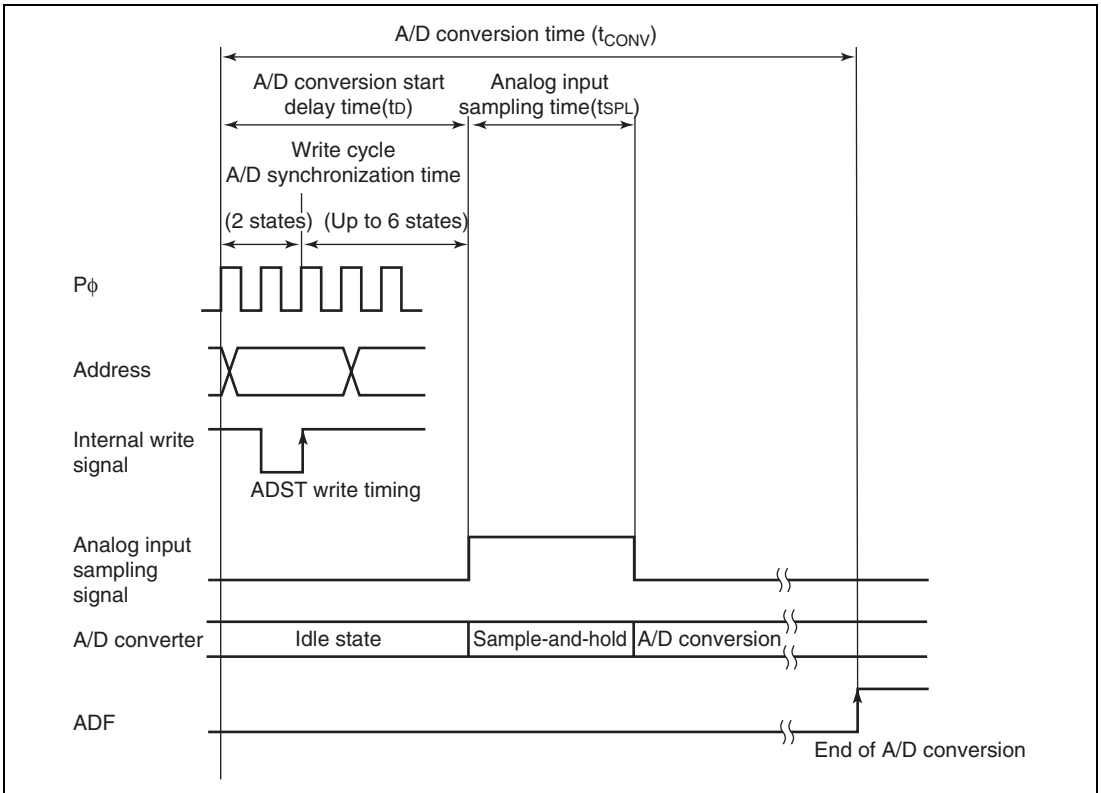 A/D conversion time (tCONV)
A/D conversion start
delay time(tD)
Analog input
sampling time(tSPL)
Write cycle
A/D synchronization time
(2 states) (Up to 6 states)
Pϕ
Address
Internal write
signal
ADST write timing
Analog input
sampling
signal
A/D converter
Idle state
Sample-and-hold
A/D conversion
ADF
End of A/D conversion